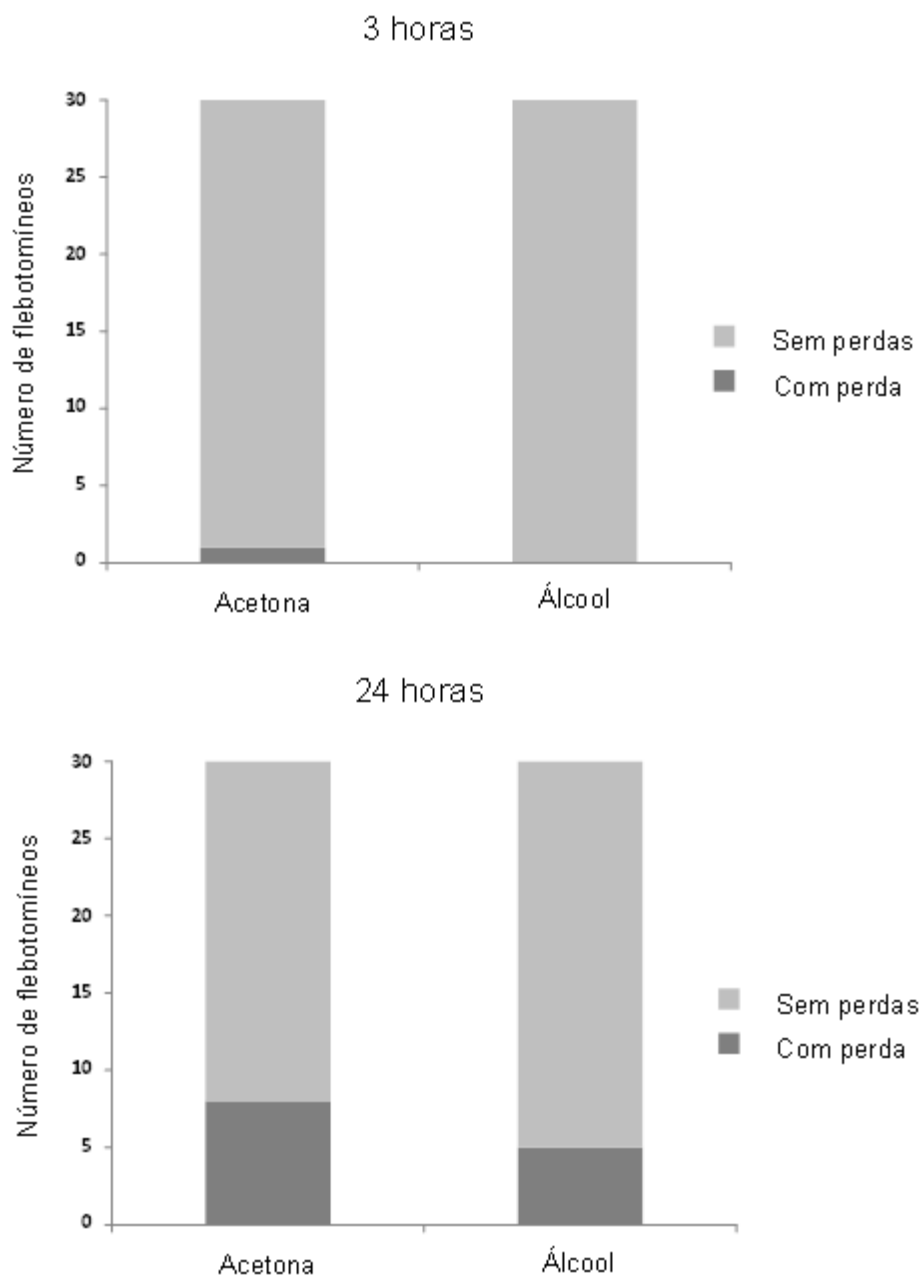 3 horas
Número de flebotomíneos
30
25
20
15
10
5
0
Acetona
Álcool
Sem perdas
Com perda
24 horas
Número de flebotomíneos
30
25
20
15
10
5
0
Acetona
Álcool
Sem perdas
Com perda